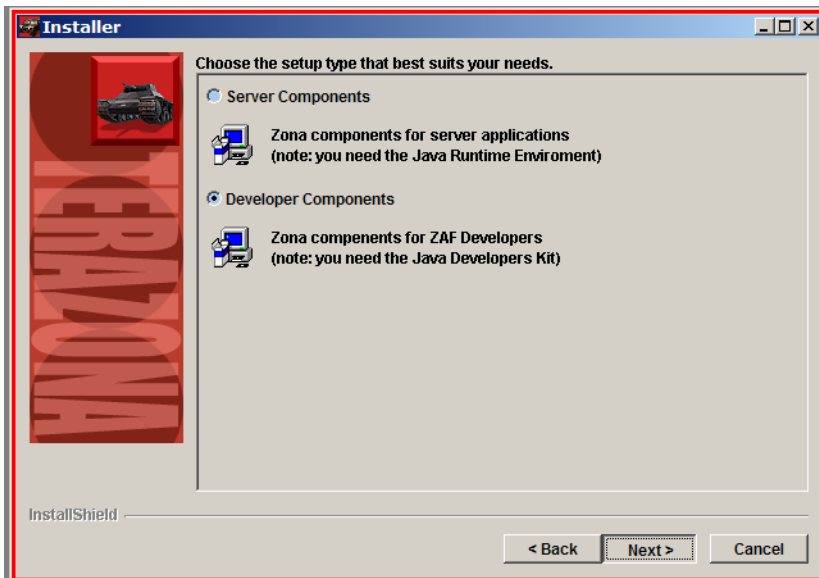 Installer
TERAZONA
Choose the setup type that best suits your needs.
Server Components
Zona components for server applications
(note: you need the Java Runtime Enviroment)
Developer Components
Zona compenents for ZAF Developers
(note: you need the Java Developers Kit)
InstallShield
< Back
Next >
Cancel